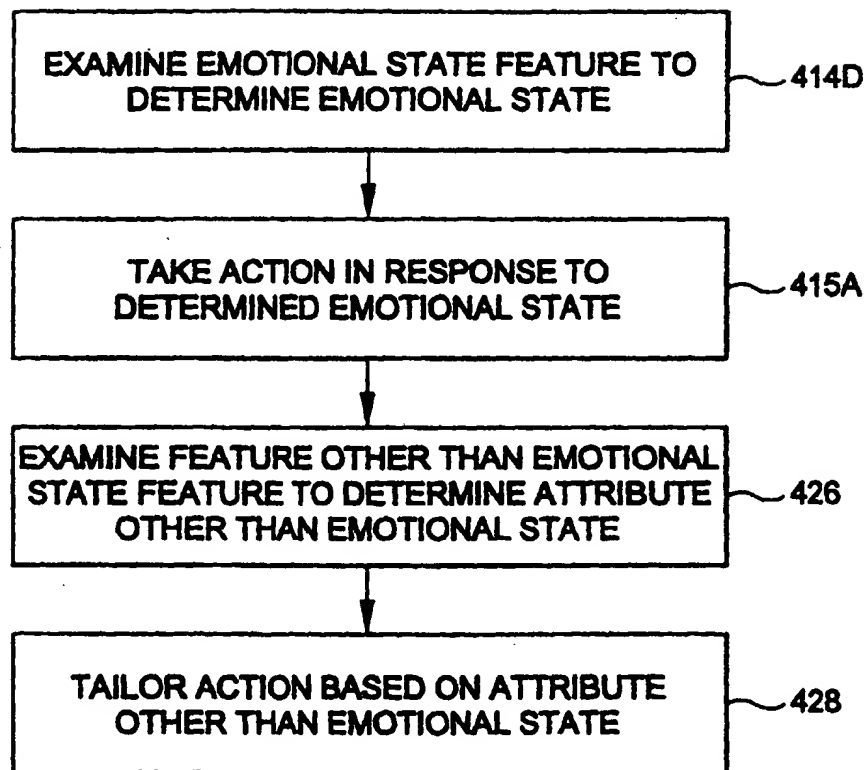 EXAMINE EMOTIONAL STATE FEATURE TO
DETERMINE EMOTIONAL STATE
414D
TAKE ACTION IN RESPONSE TO
DETERMINED EMOTIONAL STATE
415A
EXAMINE FEATURE OTHER THAN EMOTIONAL
STATE FEATURE TO DETERMINE ATTRIBUTE
OTHER THAN EMOTIONAL STATE
426
TAILOR ACTION BASED ON ATTRIBUTE
OTHER THAN EMOTIONAL STATE
428